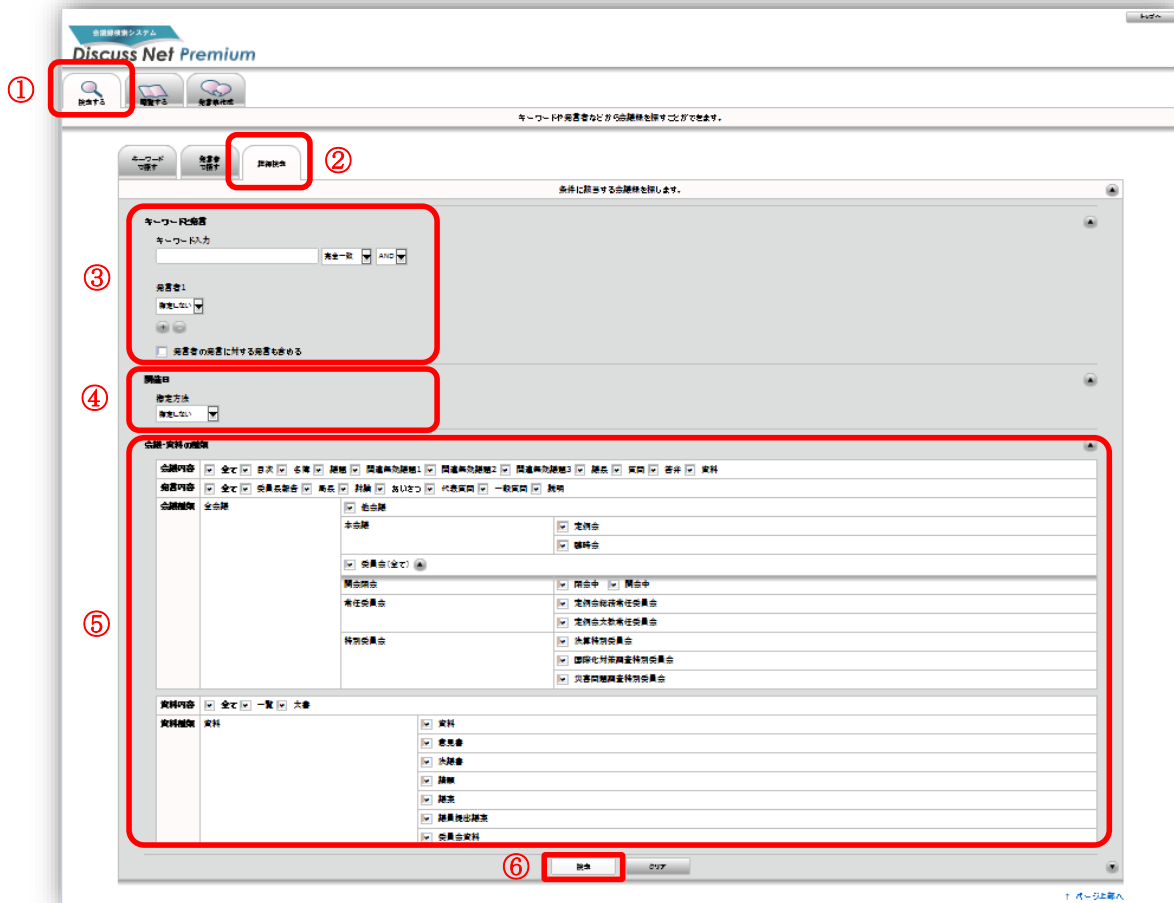 トップへ
会議録検索システム
Discuss Net Premium
①
検索する
閲覧する
発言集作成
キーワードや発言者などから会議録を探すことができます。
キーワードで探す
発言者で探す
詳細検索
②
条件に該当する会議録を探します。
③
キーワードと発言
キーワード入力
完全一致 AND
発言者1
指定しない
発言者の発言に対する発言も含める
④
開催日
指定方法
指定しない
⑤
会議・資料の種類
会議内容 全て 目次 名簿 議題 関連無効議題1 関連無効議題2 関連無効議題3 議長 質問 答弁 資料
発言内容 全て 委員長報告 局長 討論 あいさつ 代表質問 一般質問 説明
会議種類 全会議 他会議
本会議 定例会
臨時会
委員会(全て)
開会閉会 閉会中 開会中
常任委員会 定例会総務常任委員会
定例会文教常任委員会
特別委員会 決算特別委員会
国際化対策調査特別委員会
災害問題調査特別委員会
資料内容 全て 一覧 文書
資料種類 資料 資料
意見書
決議書
請願
議案
議員提出議案
委員会資料
⑥
検索 クリア
↑ ページ上部へ